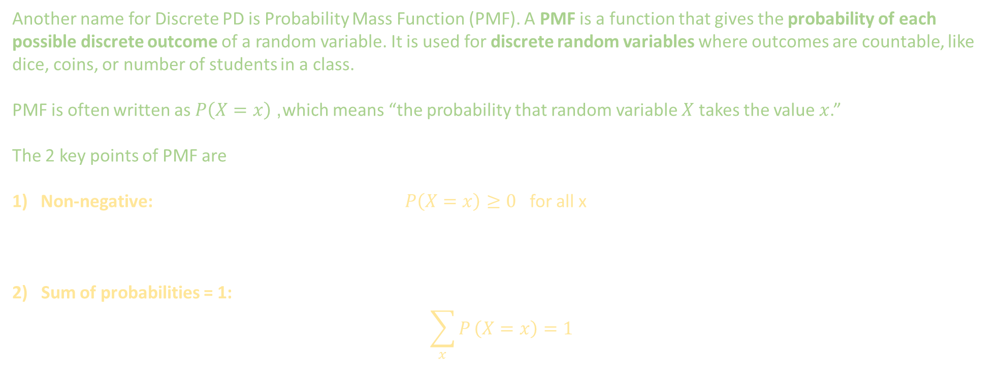 Another name for Discrete PD is Probability Mass Function (PMF). A PMF is a function that gives the probability of each
possible discrete outcome of a random variable. It is used for discrete random variables where outcomes are countable, like
dice, coins, or number of students in a class.
PMF is often written as P(X = x) ,which means “the probability that random variable X takes the value x.”
The 2 key points of PMF are
1) Non-negative: P(X = x) ≥ 0 for all x
2) Sum of probabilities = 1:
∑ P (X = x) = 1
x